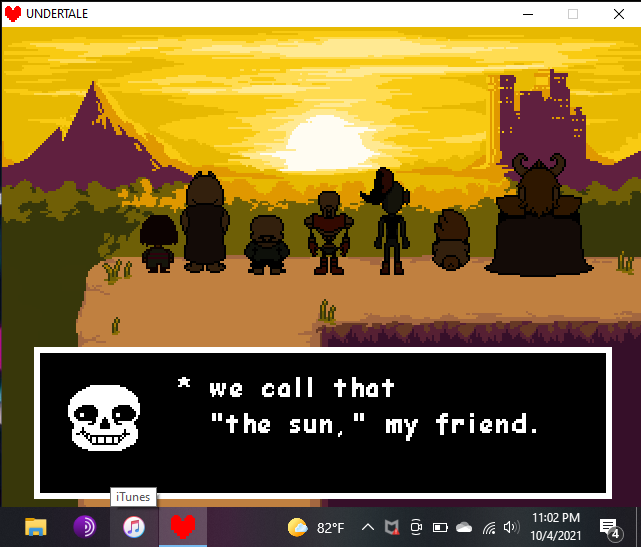 UNDERTALE
* we call that
"the sun," my friend.
iTunes
82°F
11:02 PM
10/4/2021
4